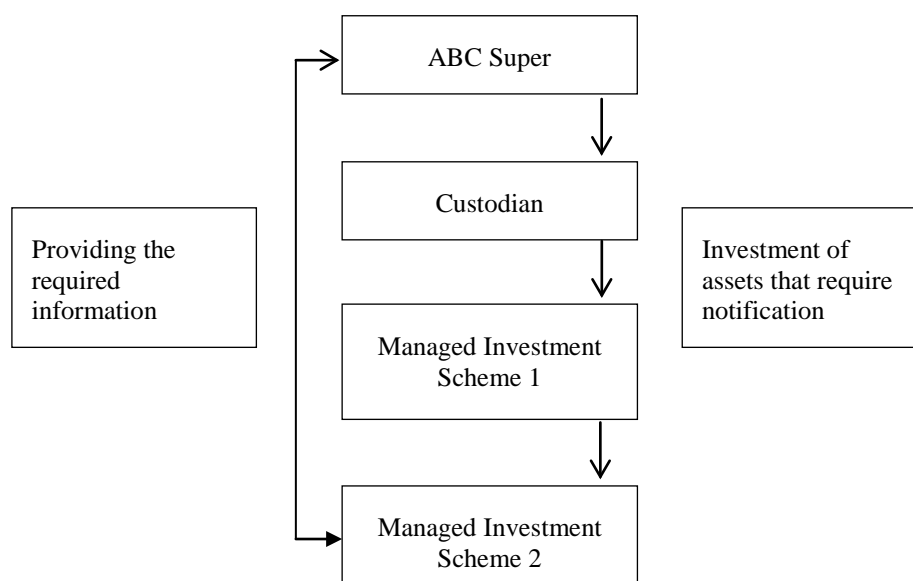 ABC Super
Custodian
Providing the
required
information
Investment of
assets that require
notification
Managed Investment
Scheme 1
Managed Investment
Scheme 2